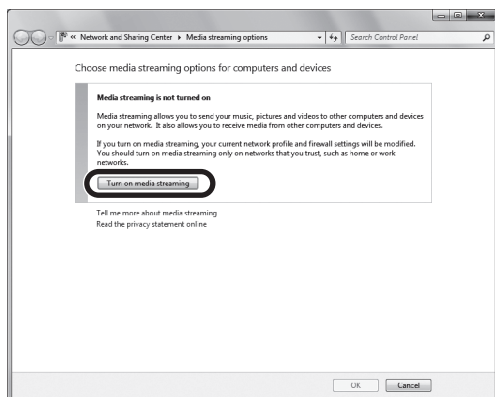 « Network and Sharing Center ▸ Media streaming options
Search Control Panel
Choose media streaming options for computers and devices
Media streaming is not turned on
Media streaming allows you to send your music, pictures and videos to other computers and devices
on your network. It also allows you to receive media from other computers and devices.
If you turn on media streaming, your current network profile and firewall settings will be modified.
You should turn on media streaming only on networks that you trust, such as home or work
networks.
Turn on media streaming
Tell me more about media streaming
Read the privacy statement online
OK
Cancel